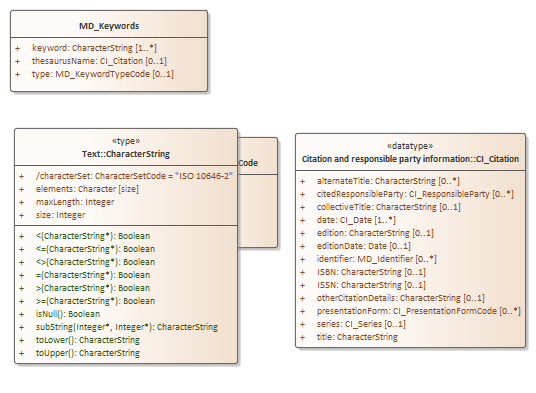 MD_Keywords
+ keyword: CharacterString [1..*]
+ thesaurusName: CI_Citation [0..1]
+ type: MD_KeywordTypeCode [0..1]
«type»
Text::CharacterString
+ /characterSet: CharacterSetCode = "ISO 10646-2"
+ elements: Character [size]
+ maxLength: Integer
+ size: Integer
+ <(CharacterString*): Boolean
+ <=(CharacterString*): Boolean
+ <>(CharacterString*): Boolean
+ =(CharacterString*): Boolean
+ >(CharacterString*): Boolean
+ >=(CharacterString*): Boolean
+ isNull(): Boolean
+ subString(Integer*, Integer*): CharacterString
+ toLower(): CharacterString
+ toUpper(): CharacterString
Code
«datatype»
Citation and responsible party information::CI_Citation
+ alternateTitle: CharacterString [0..*]
+ citedResponsibleParty: CI_ResponsibleParty [0..*]
+ collectiveTitle: CharacterString [0..1]
+ date: CI_Date [1..*]
+ edition: CharacterString [0..1]
+ editionDate: Date [0..1]
+ identifier: MD_Identifier [0..*]
+ ISBN: CharacterString [0..1]
+ ISSN: CharacterString [0..1]
+ otherCitationDetails: CharacterString [0..1]
+ presentationForm: CI_PresentationFormCode [0..*]
+ series: CI_Series [0..1]
+ title: CharacterString